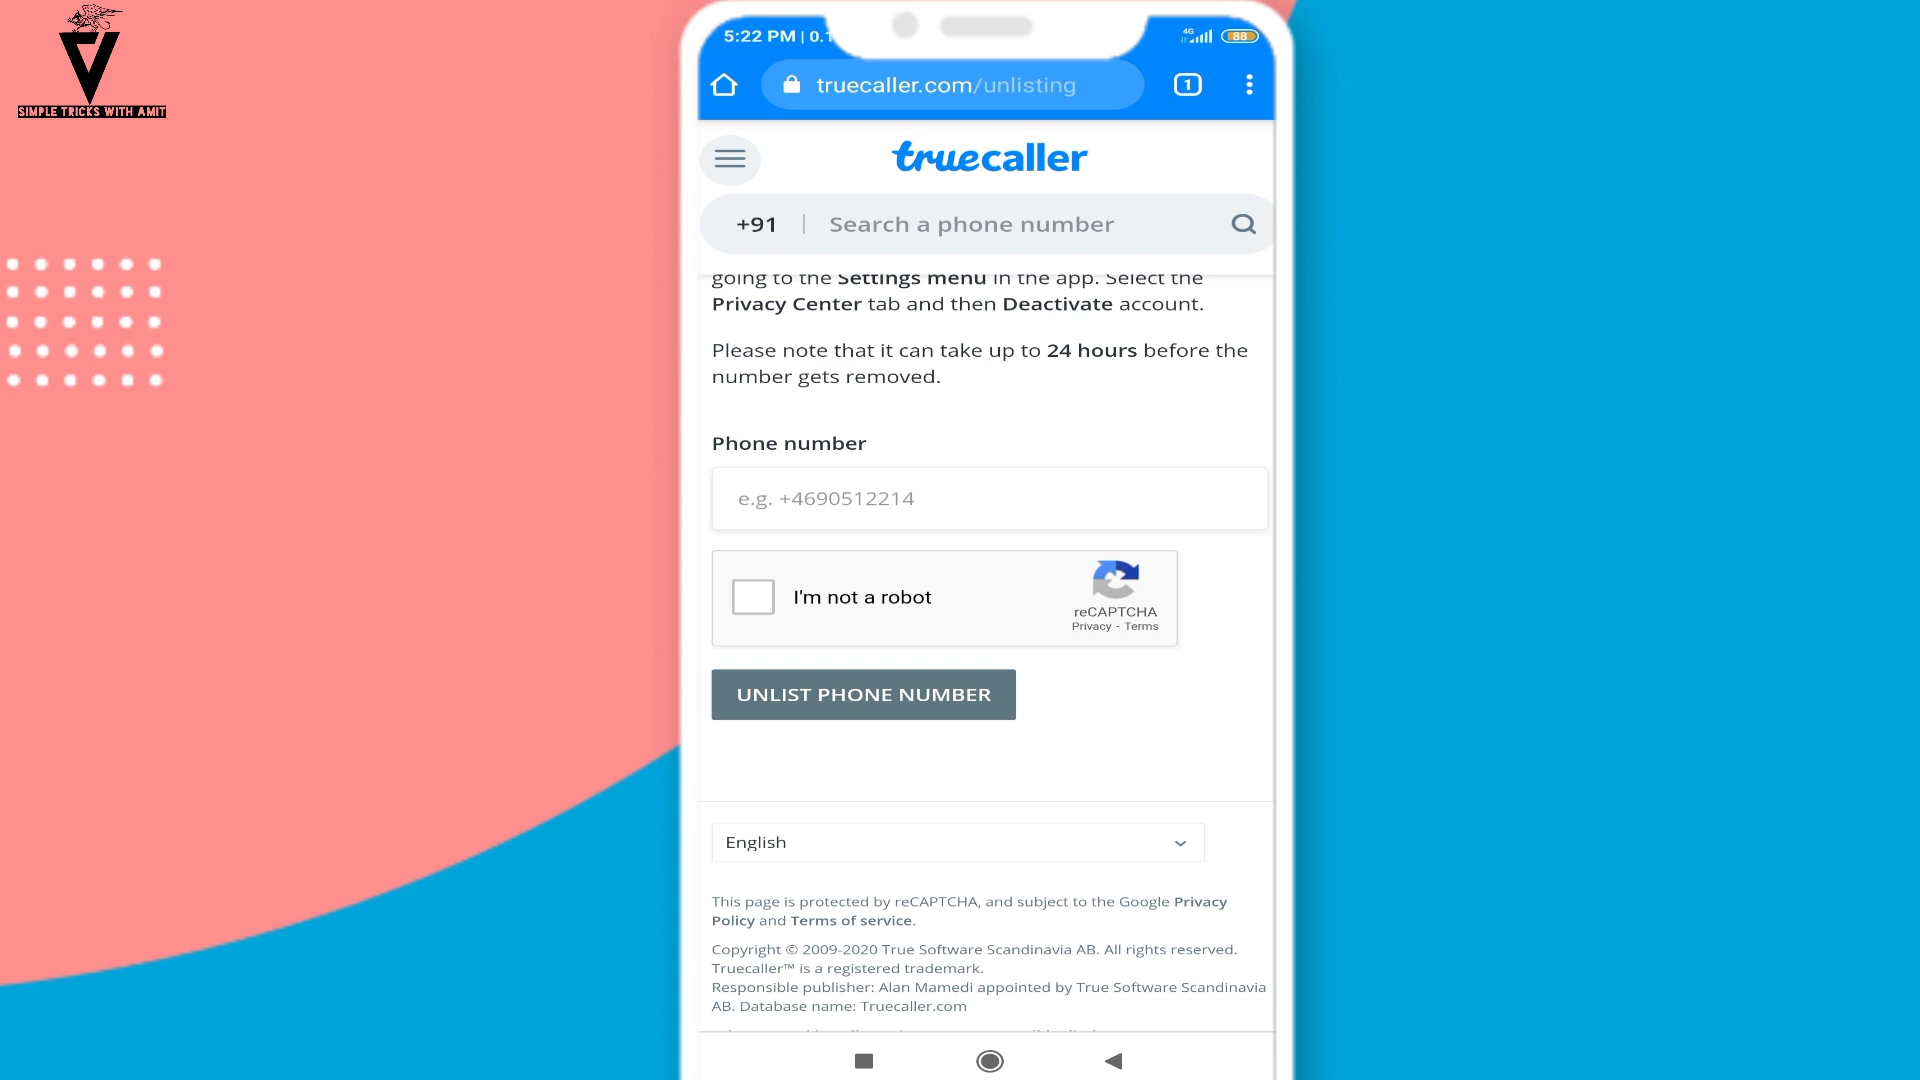 SIMPLE TRICKS WITH AMIT
5:22 PM | 0.1
4G
88
truecaller.com/unlisting
1
truecaller
+91 | Search a phone number
going to the Settings menu in the app. Select the
Privacy Center tab and then Deactivate account.
Please note that it can take up to 24 hours before the
number gets removed.
Phone number
e.g. +4690512214
I'm not a robot
reCAPTCHA
Privacy - Terms
UNLIST PHONE NUMBER
English
This page is protected by reCAPTCHA, and subject to the Google Privacy
Policy and Terms of service.
Copyright © 2009-2020 True Software Scandinavia AB. All rights reserved.
Truecaller™ is a registered trademark.
Responsible publisher: Alan Mamedi appointed by True Software Scandinavia
AB. Database name: Truecaller.com